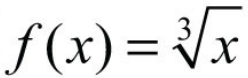 f(x) = ∛x